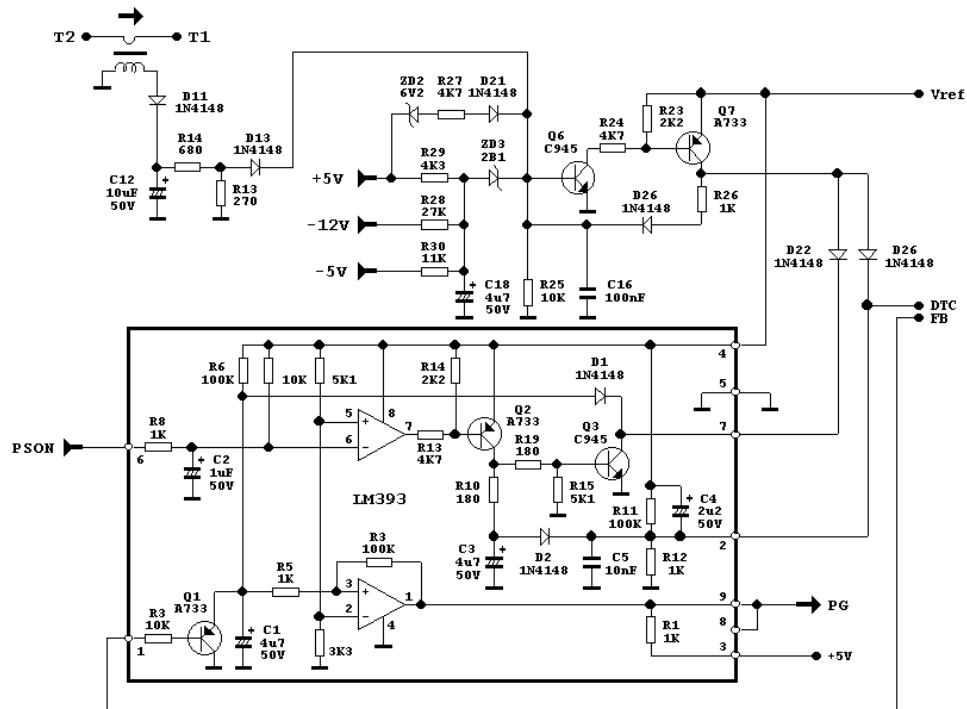 T2
T1
D11
1N4148
R14
680
D13
1N4148
C12
10uF
50V
+
R13
270
ZD2
6V2
R27
4K7
D21
1N4148
+5V
R29
4K3
ZD3
2B1
-12V
R28
27K
-5V
R30
11K
C18
4u7
50V
+
R25
10K
C16
100nF
Q6
C945
R24
4K7
R23
2K2
Q7
A733
Vref
D26
1N4148
R26
1K
D22
1N4148
D26
1N4148
DTC
FB
R6
100K
10K
5K1
R14
2K2
D1
1N4148
4
5
PSON
R8
1K
6
C2
1uF
50V
+
5
+
6
-
8
7
R13
4K7
LM393
Q2
A733
R19
180
Q3
C945
7
R10
180
R15
5K1
R11
100K
C4
2u2
50V
+
C3
4u7
50V
+
D2
1N4148
C5
10nF
R12
1K
2
R3
100K
R5
1K
3
+
2
-
1
4
Q1
A733
R3
10K
1
C1
4u7
50V
+
3K3
R1
1K
9
8
3
PG
+5V